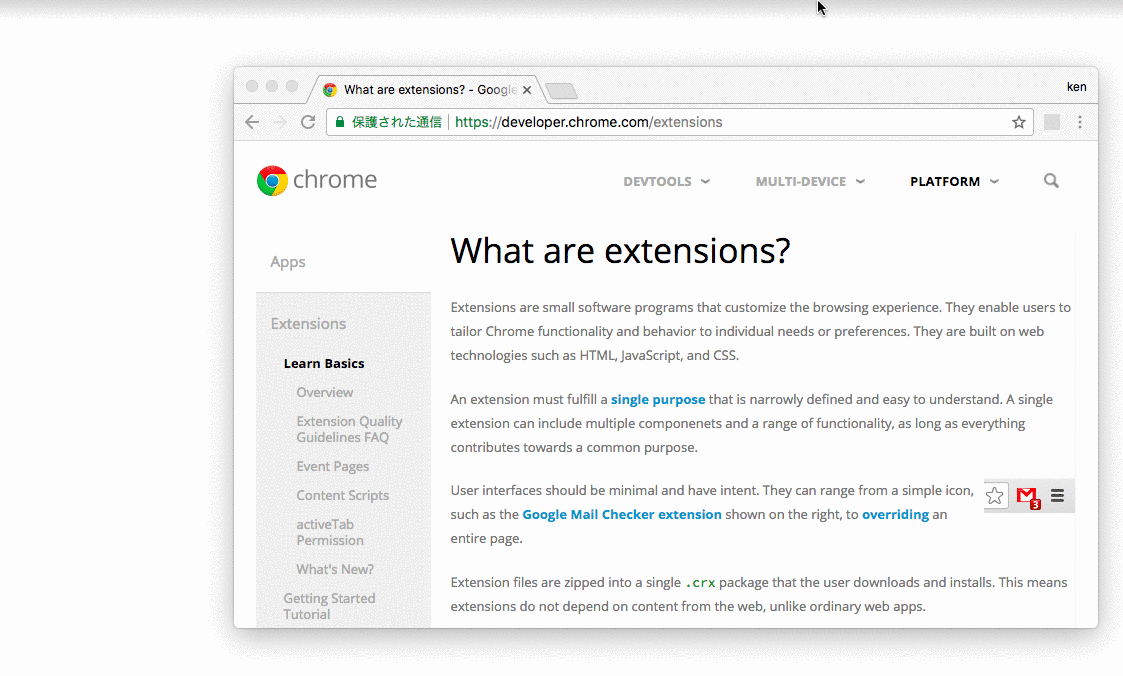 What are extensions? - Google
ken
保護された通信 https://developer.chrome.com/extensions
chrome
DEVTOOLS
MULTI-DEVICE
PLATFORM
Apps
Extensions
Learn Basics
Overview
Extension Quality
Guidelines FAQ
Event Pages
Content Scripts
activeTab
Permission
What's New?
Getting Started
Tutorial
What are extensions?
Extensions are small software programs that customize the browsing experience. They enable users to
tailor Chrome functionality and behavior to individual needs or preferences. They are built on web
technologies such as HTML, JavaScript, and CSS.
An extension must fulfill a single purpose that is narrowly defined and easy to understand. A single
extension can include multiple componenets and a range of functionality, as long as everything
contributes towards a common purpose.
User interfaces should be minimal and have intent. They can range from a simple icon,
such as the Google Mail Checker extension shown on the right, to overriding an
entire page.
3
Extension files are zipped into a single .crx package that the user downloads and installs. This means
extensions do not depend on content from the web, unlike ordinary web apps.